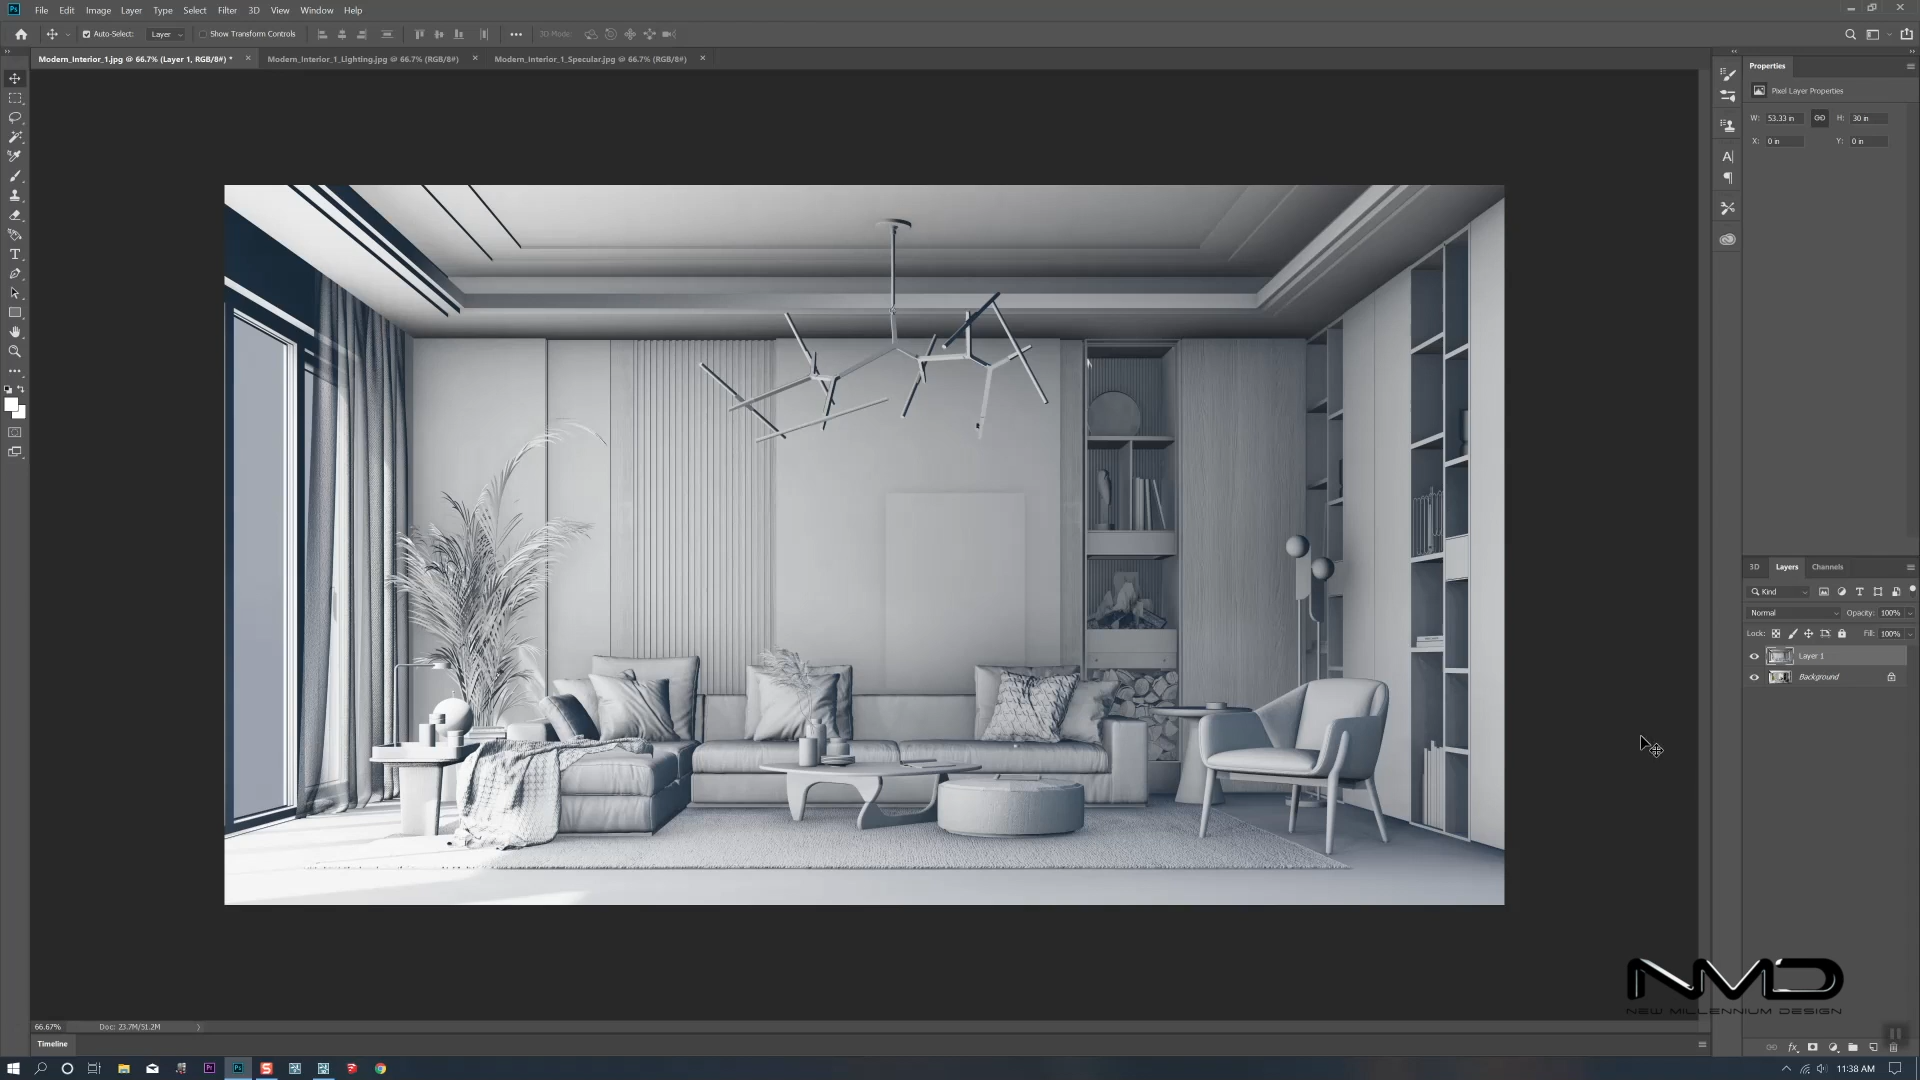 Ps File Edit Image Layer Type Select Filter 3D View Window Help
Auto-Select: Layer Show Transform Controls 3D Mode:
Modern_Interior_1.jpg @ 66.7% (Layer 1, RGB/8#) * Modern_Interior_1_Lighting.jpg @ 66.7% (RGB/8#) Modern_Interior_1_Specular.jpg @ 66.7% (RGB/8#)
Properties
Pixel Layer Properties
W: 53.33 in H: 30 in
X: 0 in Y: 0 in
3D Layers Channels
Kind
Normal Opacity: 100%
Lock: Fill: 100%
Layer 1
Background
NMD
NEW MILLENNIUM DESIGN
66.67% Doc: 23.7M/51.2M
Timeline
11:38 AM